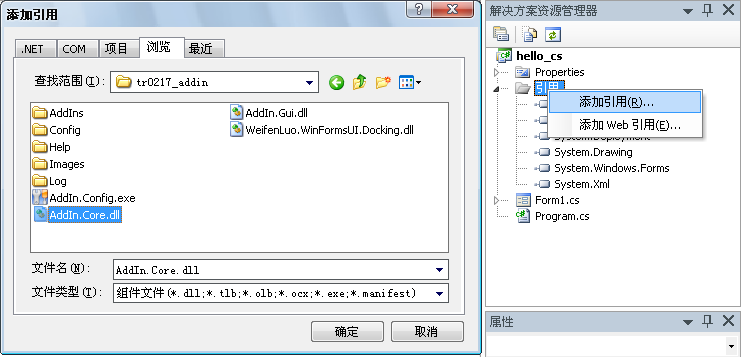 添加引用
.NET COM 项目 浏览 最近
查找范围(I): tr0217_addin
AddIns
Config
Help
Images
Log
AddIn.Config.exe
AddIn.Core.dll
AddIn.Gui.dll
WeifenLuo.WinFormsUI.Docking.dll
文件名(N): AddIn.Core.dll
文件类型(T): 组件文件(*.dll;*.tlb;*.olb;*.ocx;*.exe;*.manifest)
确定 取消
解决方案资源管理器
hello_cs
Properties
引用
添加引用(R)...
添加 Web 引用(E)...
System.Drawing
System.Windows.Forms
System.Xml
Form1.cs
Program.cs
属性